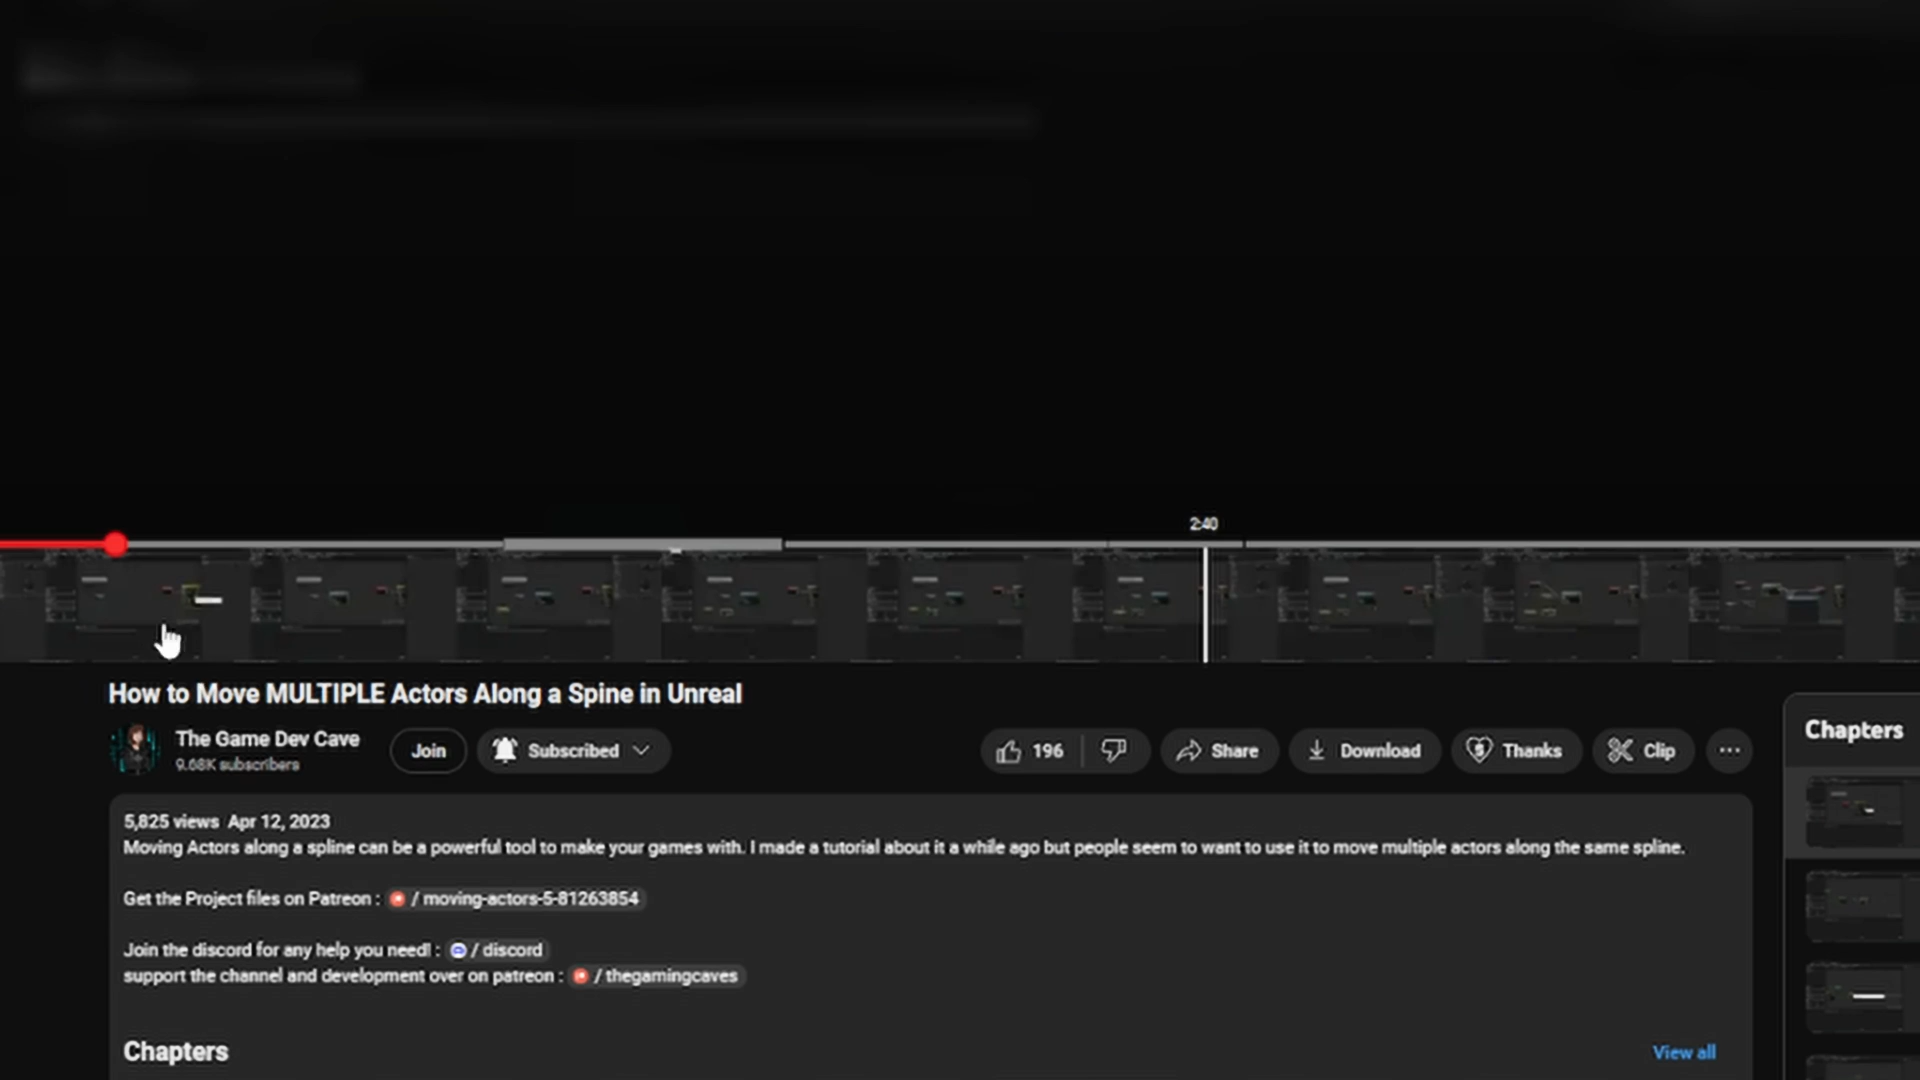 2:40
How to Move MULTIPLE Actors Along a Spine in Unreal
The Game Dev Cave
9.68K subscribers
Join
Subscribed
196
Share
Download
Thanks
Clip
Chapters
5,825 views Apr 12, 2023
Moving Actors along a spline can be a powerful tool to make your games with. I made a tutorial about it a while ago but people seem to want to use it to move multiple actors along the same spline.
Get the Project files on Patreon : / moving-actors-5-81263854
Join the discord for any help you need! : / discord
support the channel and development over on patreon : / thegamingcaves
Chapters
View all